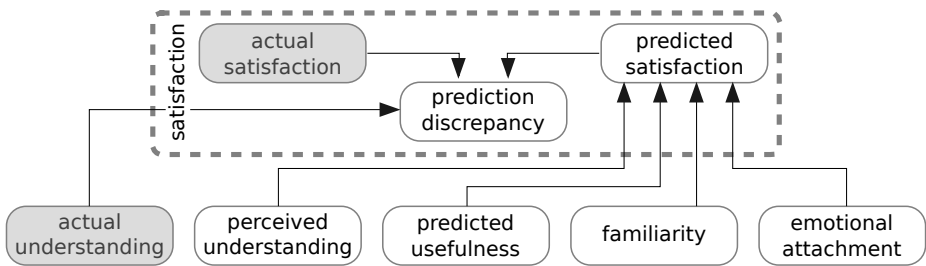 satisfaction
actual
satisfaction
predicted
satisfaction
prediction
discrepancy
actual
understanding
perceived
understanding
predicted
usefulness
familiarity
emotional
attachment